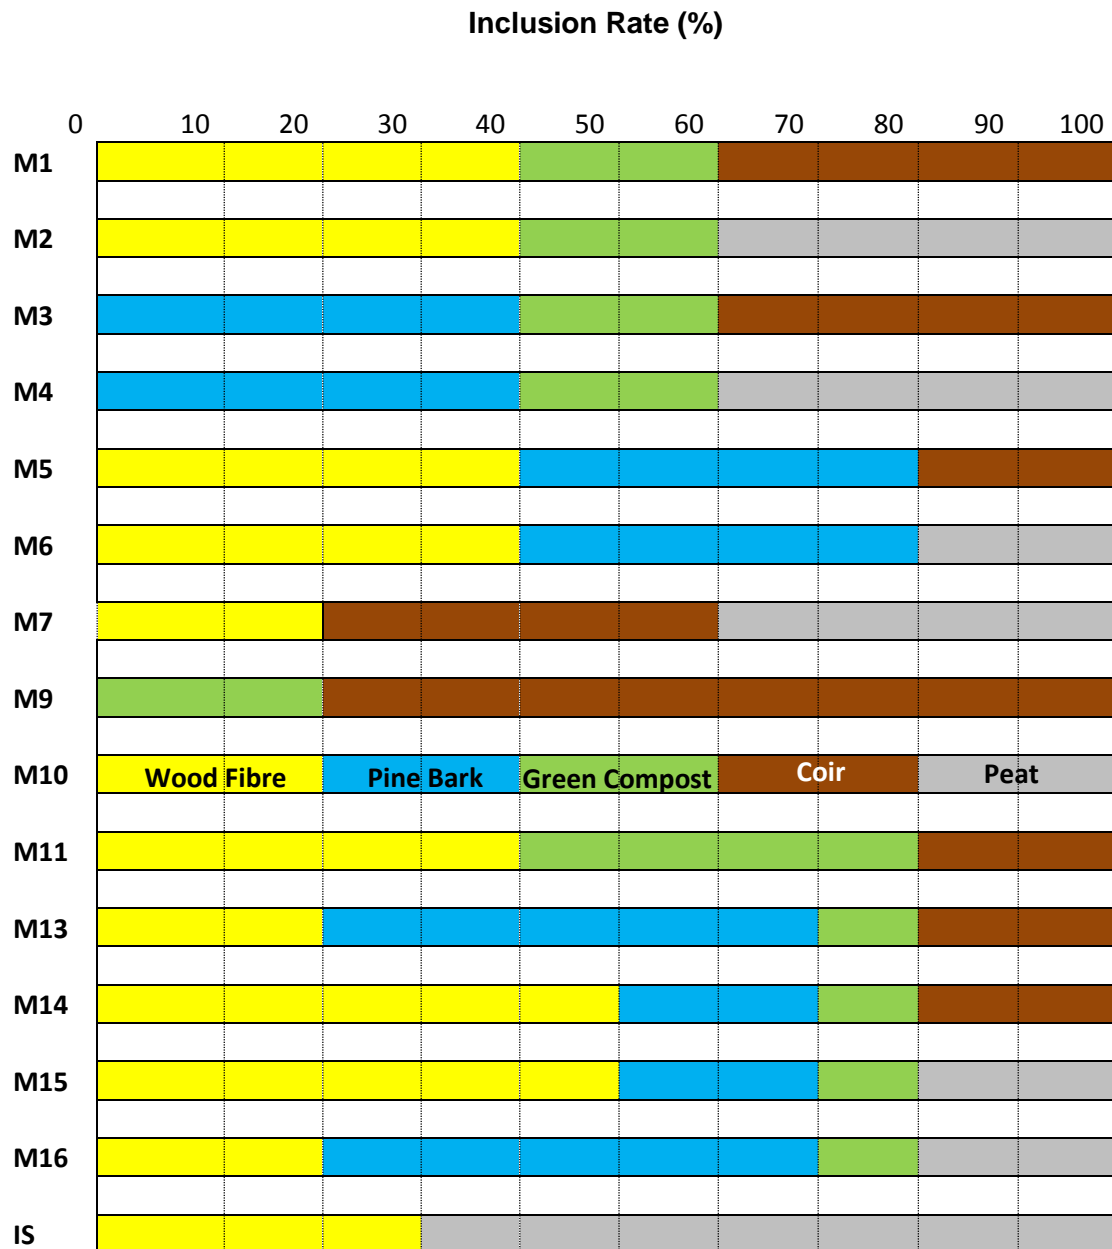 Inclusion Rate (%)
0 10 20 30 40 50 60 70 80 90 100
M1
M2
M3
M4
M5
M6
M7
M9
M10 Wood Fibre Pine Bark Green Compost Coir Peat
M11
M13
M14
M15
M16
IS